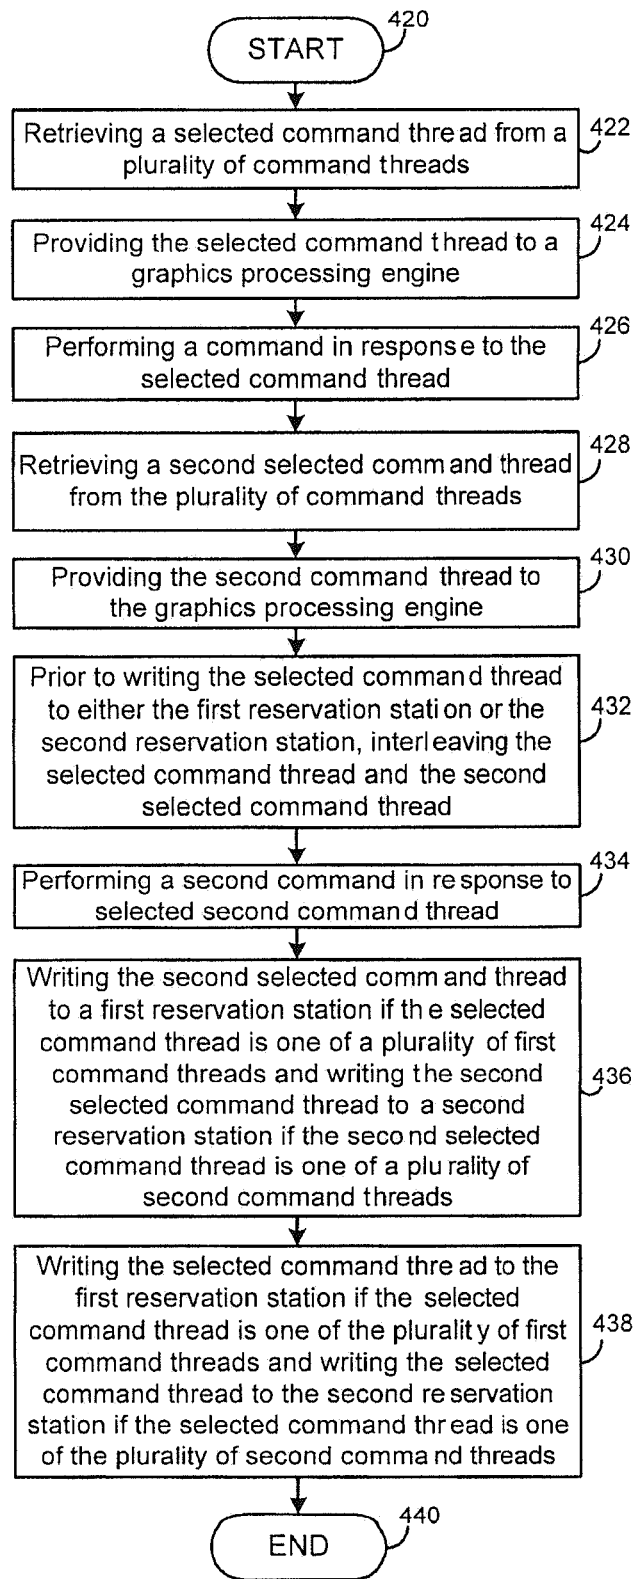 420
START
Retrieving a selected command thread from a
plurality of command threads
422
Providing the selected command thread to a
graphics processing engine
424
Performing a command in response to the
selected command thread
426
Retrieving a second selected command thread
from the plurality of command threads
428
Providing the second command thread to
the graphics processing engine
430
Prior to writing the selected command thread
to either the first reservation station or the
second reservation station, interleaving the
selected command thread and the second
selected command thread
432
Performing a second command in response to
selected second command thread
434
Writing the second selected command thread
to a first reservation station if the selected
command thread is one of a plurality of first
command threads and writing the second
selected command thread to a second
reservation station if the second selected
command thread is one of a plurality of
second command threads
436
Writing the selected command thread to the
first reservation station if the selected
command thread is one of the plurality of first
command threads and writing the selected
command thread to the second reservation
station if the selected command thread is one
of the plurality of second command threads
438
440
END